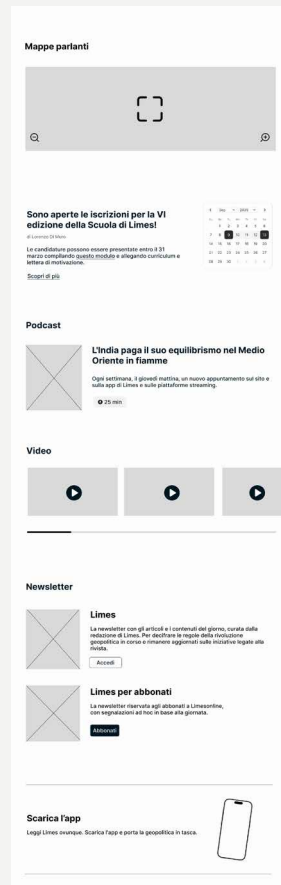 Mappe parlanti
Sono aperte le iscrizioni per la VI
edizione della Scuola di Limes!
di Lorenzo Di Muro
Le candidature possono essere presentate entro il 31
marzo compilando questo modulo e allegando curriculum e
lettera di motivazione.
Scopri di più
Podcast
L'India paga il suo equilibrismo nel Medio
Oriente in fiamme
Ogni settimana, il giovedì mattina, un nuovo appuntamento sul sito e
sulla app di Limes e sulle piattaforme streaming.
25 min
Video
Newsletter
Limes
La newsletter con gli articoli e i contenuti del giorno, curata dalla
redazione di Limes. Per decifrare le regole della rivoluzione
geopolitica in corso e rimanere aggiornati sulle iniziative legate alla
rivista.
Accedi
Limes per abbonati
La newsletter riservata agli abbonati a Limesonline,
con segnalazioni ad hoc in base alla giornata.
Abbonati
Scarica l'app
Leggi Limes ovunque. Scarica l'app e porta la geopolitica in tasca.